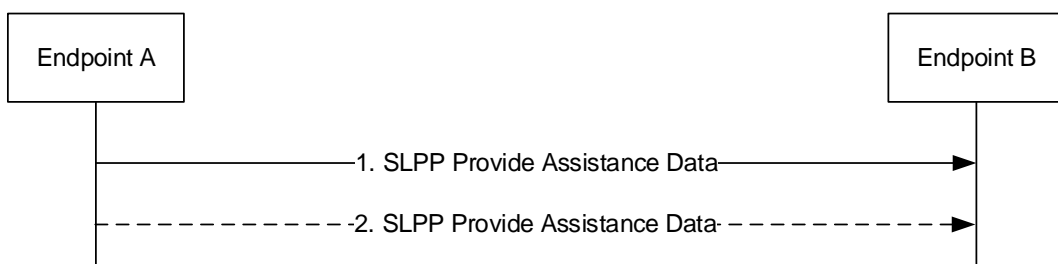 Endpoint A
Endpoint B
1. SLPP Provide Assistance Data
2. SLPP Provide Assistance Data